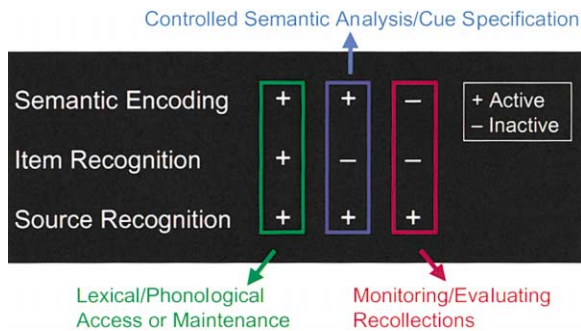 Controlled Semantic Analysis/Cue Specification
Semantic Encoding + + –
+ Active
– Inactive
Item Recognition + – –
Source Recognition + + +
Lexical/Phonological
Access or Maintenance
Monitoring/Evaluating
Recollections